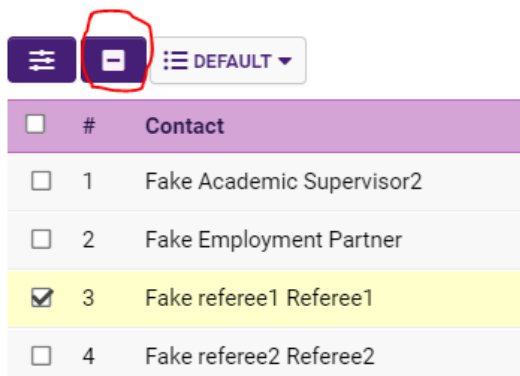 DEFAULT
# Contact
1 Fake Academic Supervisor2
2 Fake Employment Partner
3 Fake referee1 Referee1
4 Fake referee2 Referee2